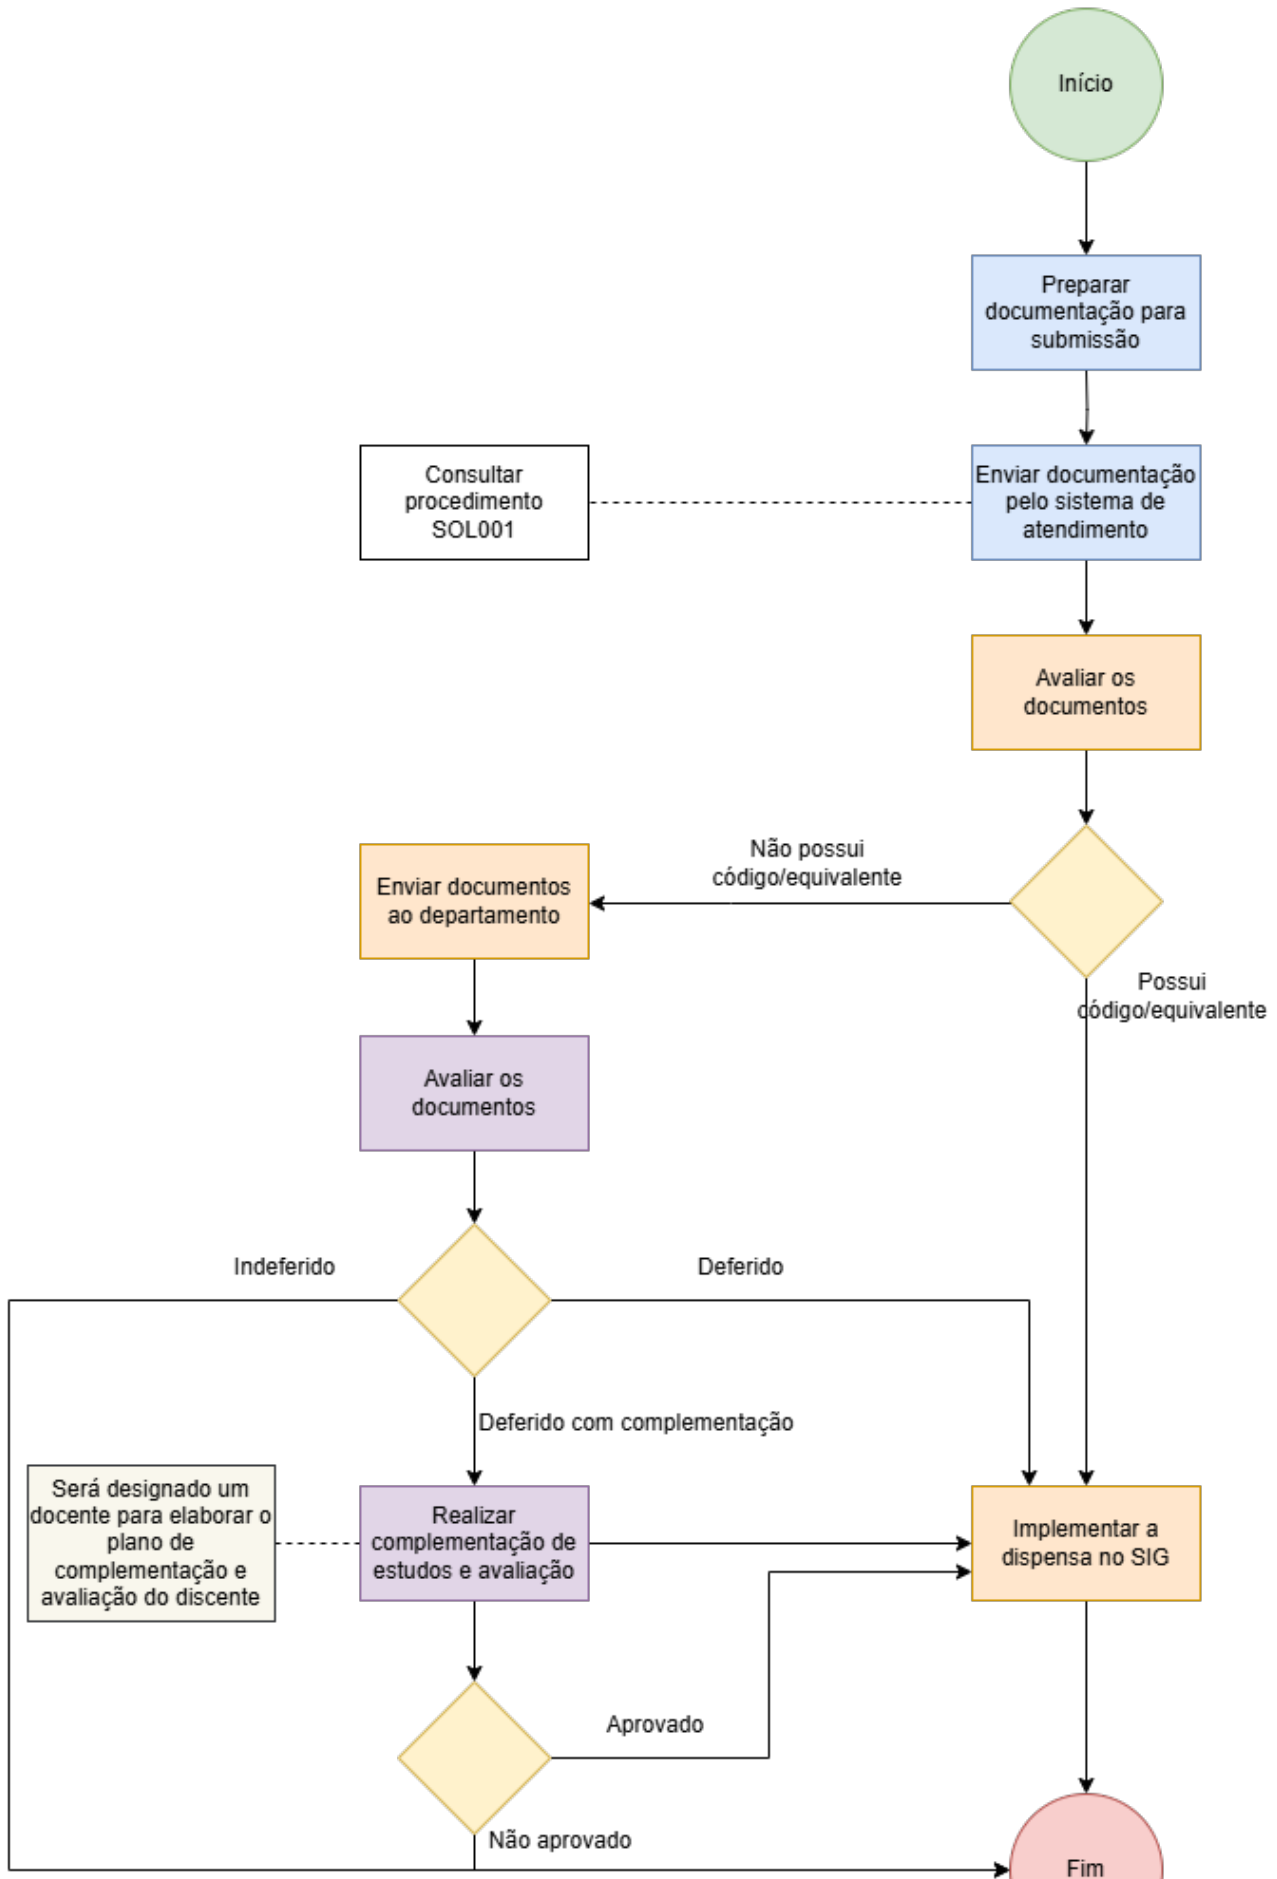 Início
Preparar
documentação para
submissão
Consultar
procedimento
SOL001
Enviar documentação
pelo sistema de
atendimento
Avaliar os
documentos
Não possui
código/equivalente
Enviar documentos
ao departamento
Possui
código/equivalente
Avaliar os
documentos
Indeferido
Deferido
Deferido com complementação
Será designado um
docente para elaborar o
plano de
complementação e
avaliação do discente
Realizar
complementação de
estudos e avaliação
Implementar a
dispensa no SIG
Aprovado
Não aprovado
Fim